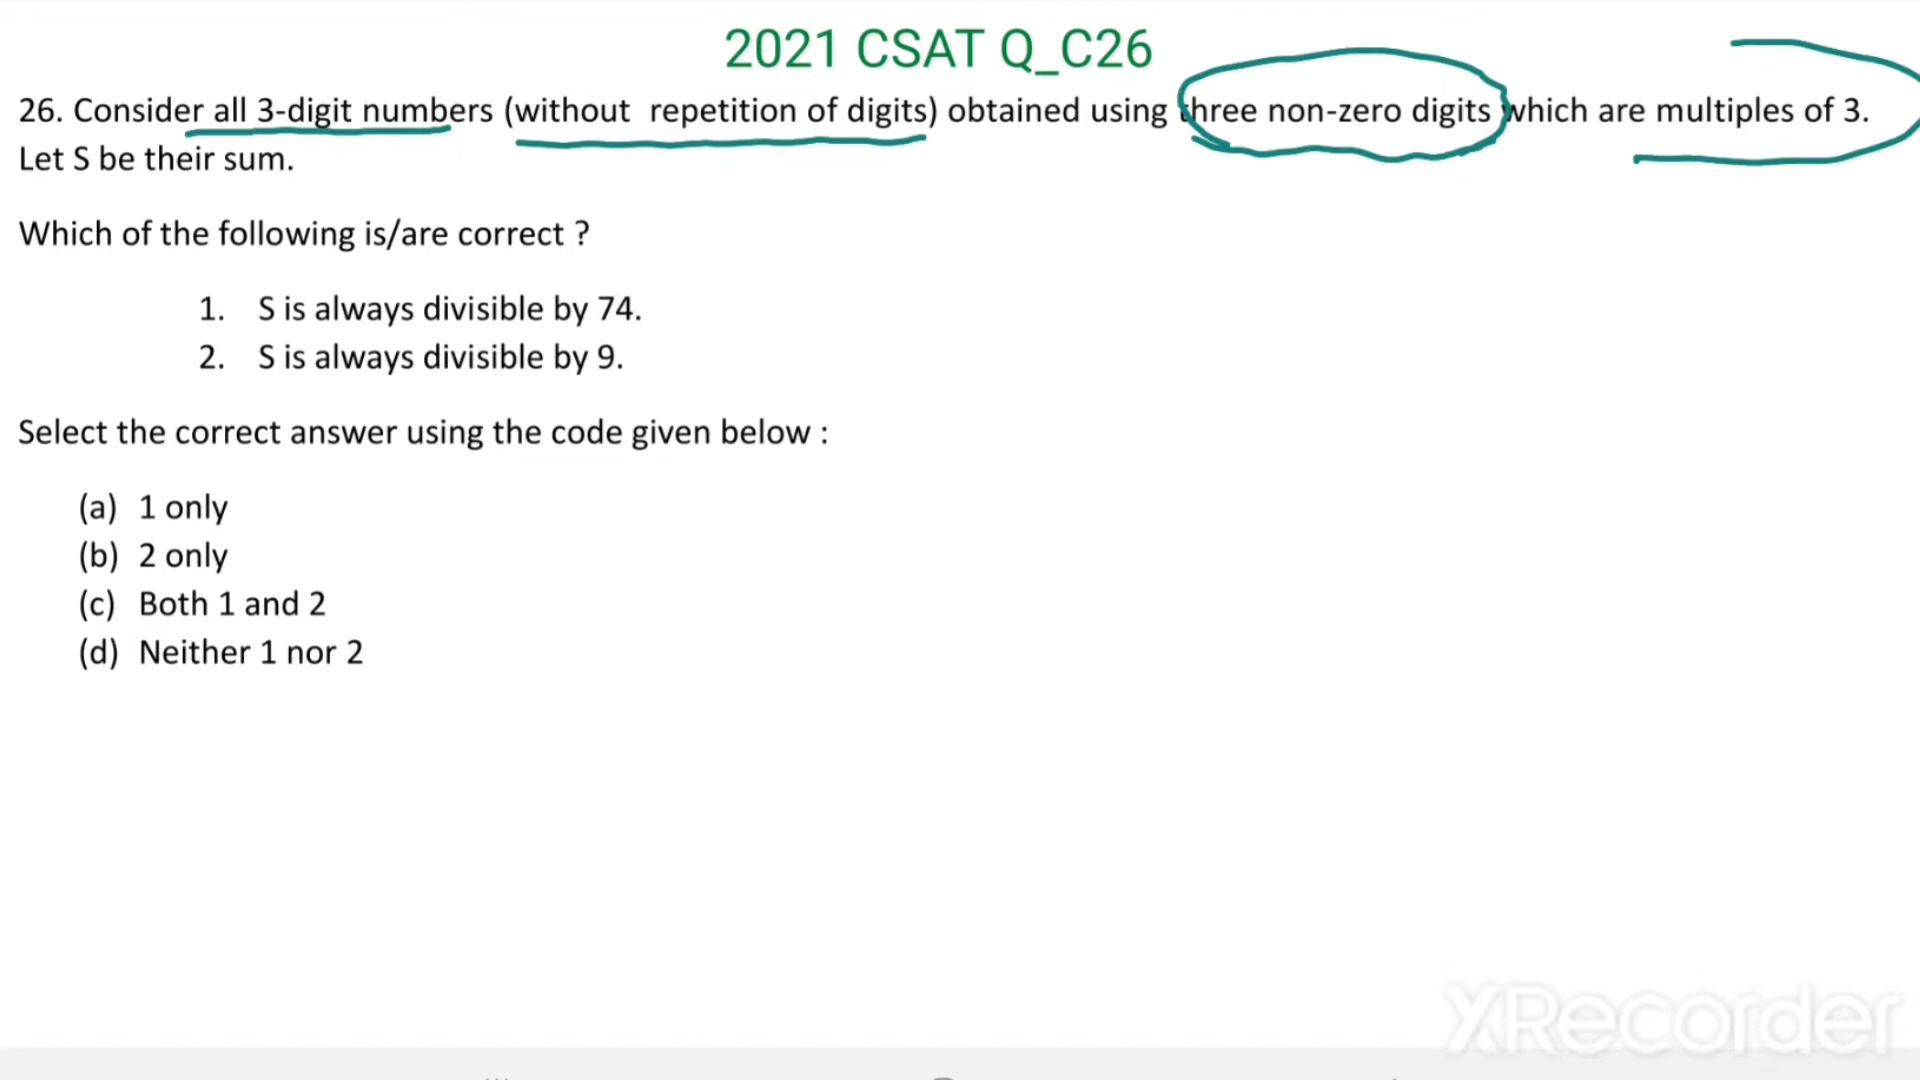 2021 CSAT Q_C26
26. Consider all 3-digit numbers (without repetition of digits) obtained using three non-zero digits which are multiples of 3.
Let S be their sum.
Which of the following is/are correct ?
1. S is always divisible by 74.
2. S is always divisible by 9.
Select the correct answer using the code given below :
(a) 1 only
(b) 2 only
(c) Both 1 and 2
(d) Neither 1 nor 2
XRecorder